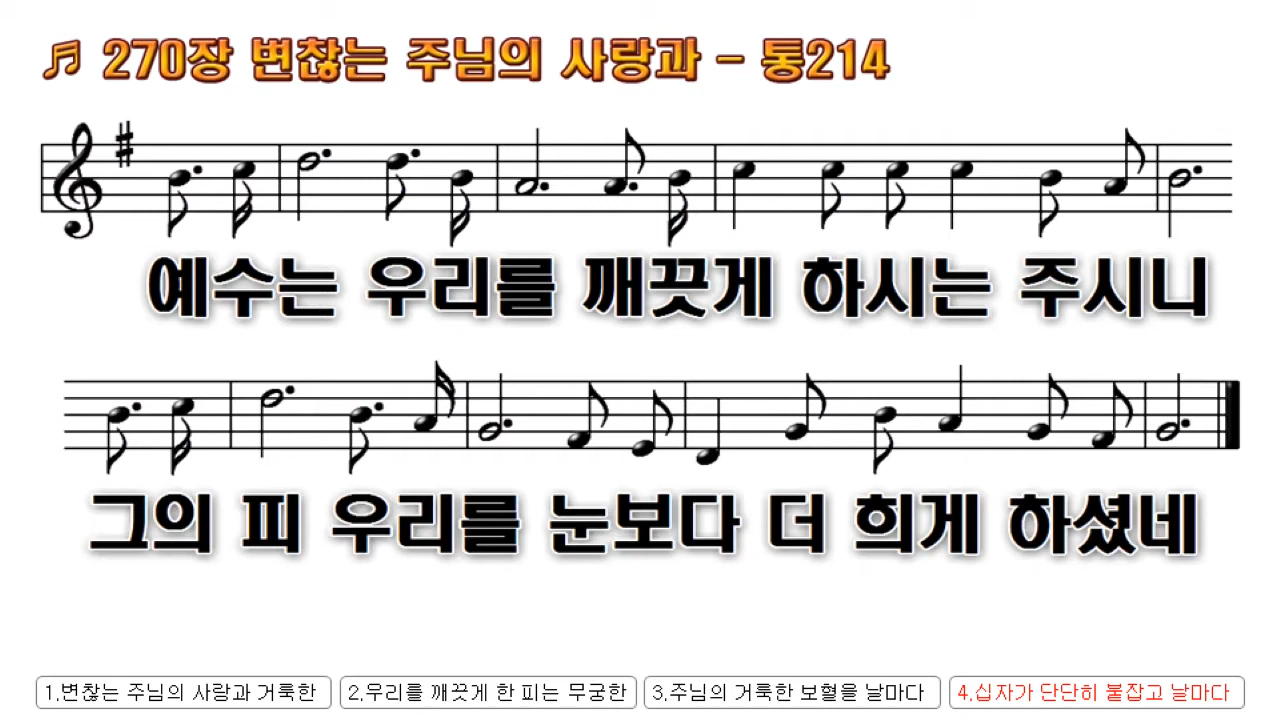 270장 변찮는 주님의 사랑과 - 통214
예수는 우리를 깨끗게 하시는 주시니
그의 피 우리를 눈보다 더 희게 하셨네
1.변찮는 주님의 사랑과 거룩한
2.우리를 깨끗게 한 피는 무궁한
3.주님의 거룩한 보혈을 날마다
4.십자가 단단히 붙잡고 날마다